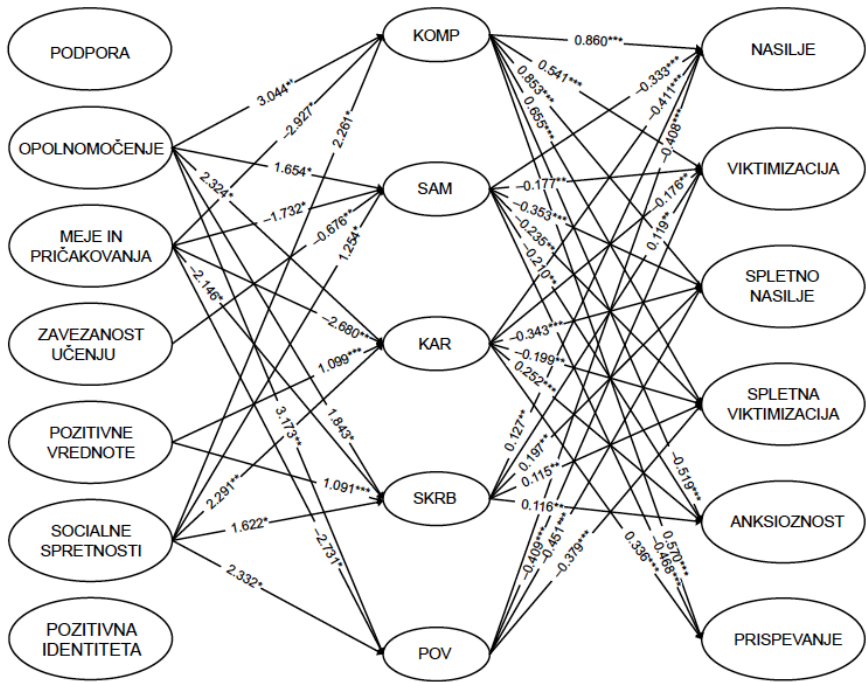 PODPORA
OPOLNOMOČENJE
MEJE IN
PRIČAKOVANJA
ZAVEZANOST
UČENJU
POZITIVNE
VREDNOTE
SOCIALNE
SPRETNOSTI
POZITIVNA
IDENTITETA
3.044**
−2.927*
2.261*
2.324*
1.654*
−1.732*
−0.676**
1.254*
−2.146*
−2.680**
1.099***
3.173**
1.843*
2.291**
1.091***
1.622*
−2.731*
2.332*
KOMP
SAM
KAR
SKRB
POV
0.860***
0.541***
0.853***
0.655***
−0.333***
−0.411***
−0.408***
−0.177**
−0.353***
−0.235**
−0.210**
−0.176**
0.119**
−0.343***
−0.199**
0.252***
0.127**
0.197**
0.115**
0.116**
−0.519***
−0.409***
−0.451***
−0.379***
0.570***
−0.468***
0.336***
NASILJE
VIKTIMIZACIJA
SPLETNO
NASILJE
SPLETNA
VIKTIMIZACIJA
ANKSIOZNOST
PRISPEVANJE